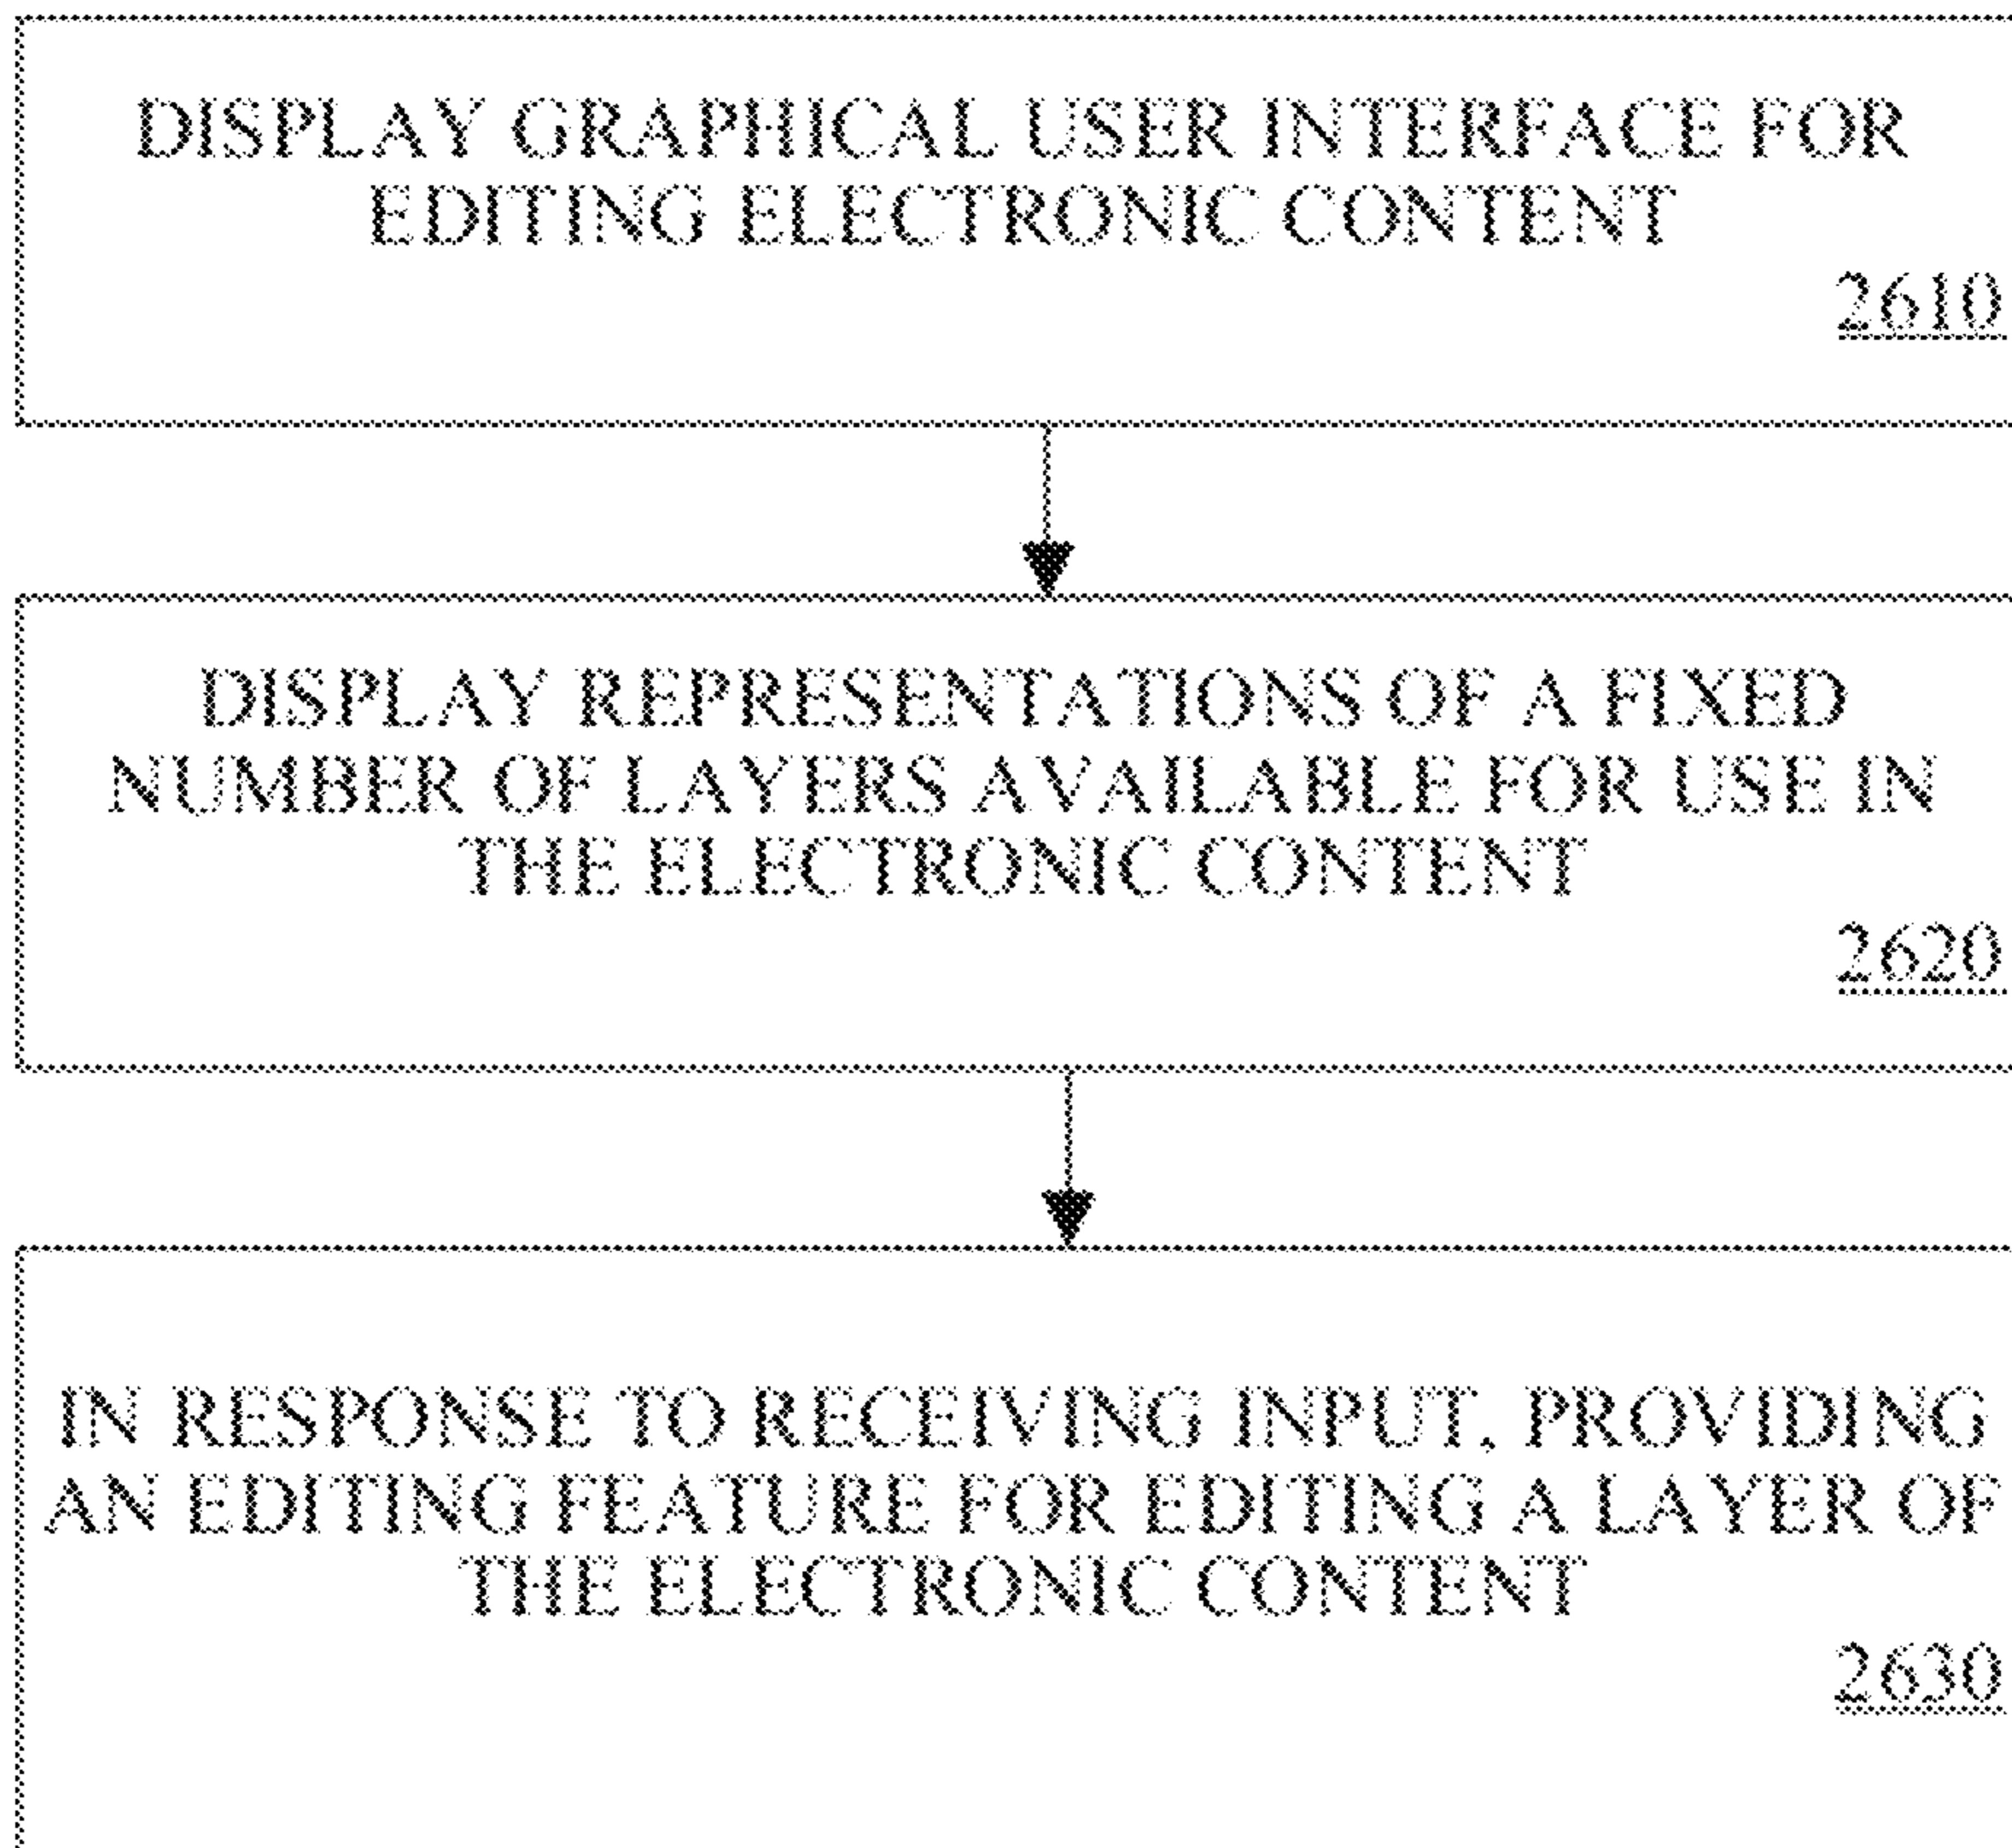 DISPLAY GRAPHICAL USER INTERFACE FOR
EDITING ELECTRONIC CONTENT
2610
DISPLAY REPRESENTATIONS OF A FIXED
NUMBER OF LAYERS AVAILABLE FOR USE IN
THE ELECTRONIC CONTENT
2620
IN RESPONSE TO RECEIVING INPUT, PROVIDING
AN EDITING FEATURE FOR EDITING A LAYER OF
THE ELECTRONIC CONTENT
2630